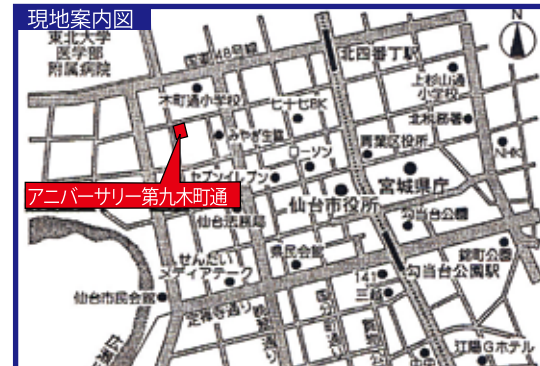 現地案内図
N
東北大学
医学部
附属病院
国道48号線
北四番丁駅
上杉山通
小学校
木町通小学校
七十七BK
北税務署
みやぎ生協
青葉区役所
ローソン
NHK
セブンイレブン
宮城県庁
アニバーサリー第九木町通
仙台市役所
仙台法務局
勾当台公園
県民会館
錦町公園
せんだい
メディアテーク
勾当台公園駅
141
三越
仙台市民会館
定禅寺通り
江陽Gホテル